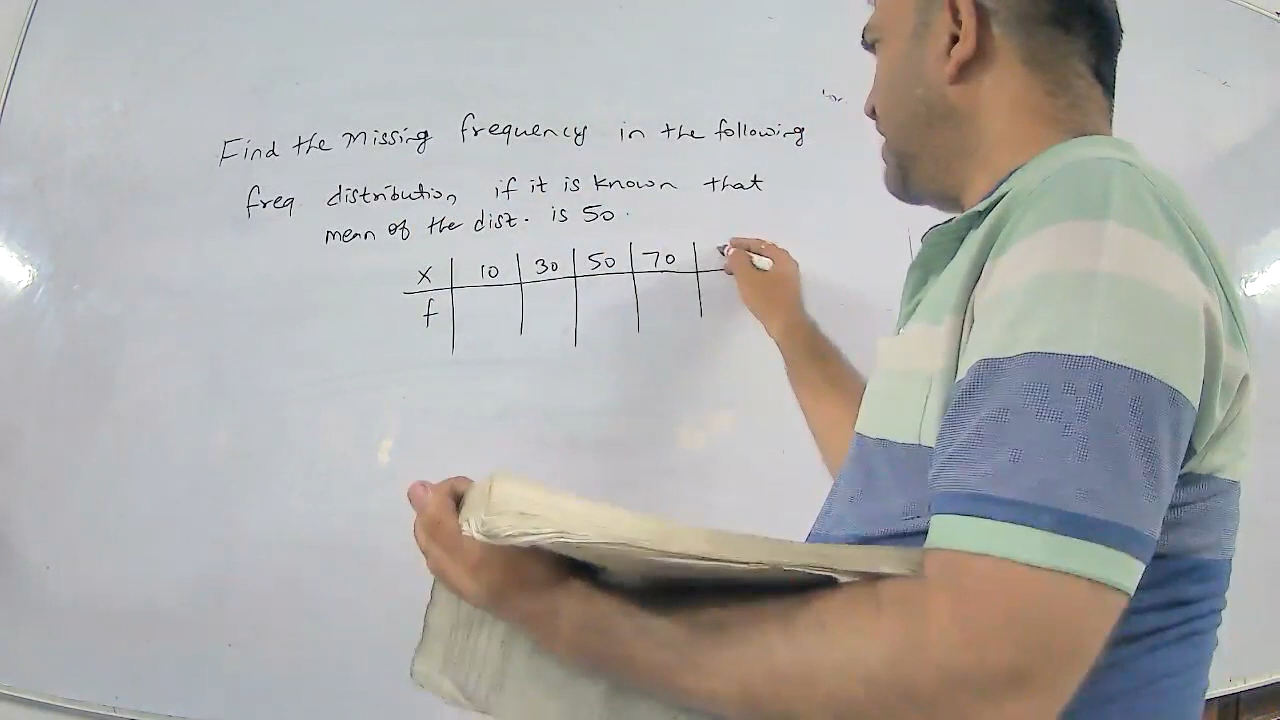 Find the Missing frequency in the following
freq distribution if it is known that
mean of the dist. is 50.
X 10 30 50 70
f